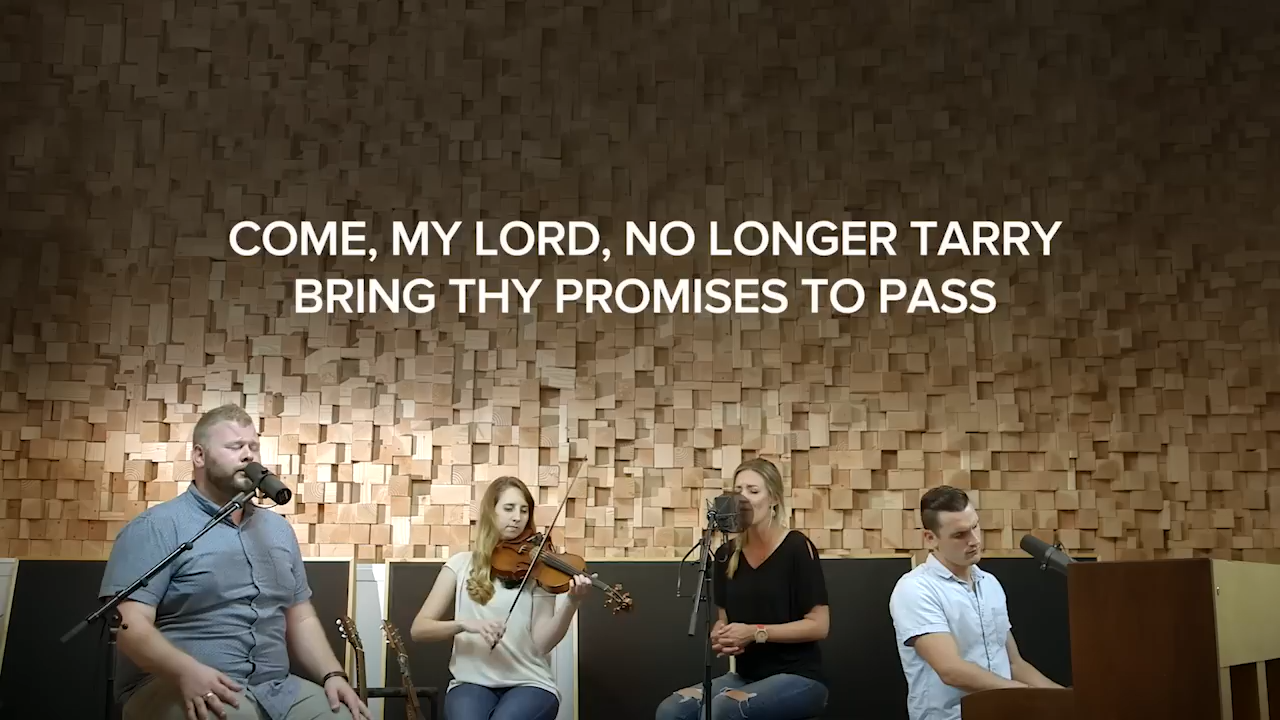 COME, MY LORD, NO LONGER TARRY
BRING THY PROMISES TO PASS